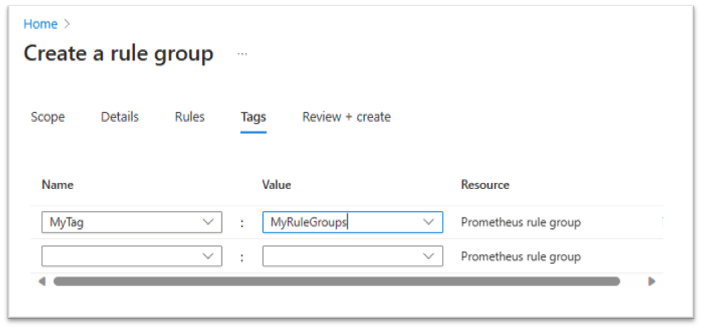 Home >
Create a rule group ...
Scope Details Rules Tags Review + create
Name Value Resource
MyTag : MyRuleGroups Prometheus rule group
: Prometheus rule group